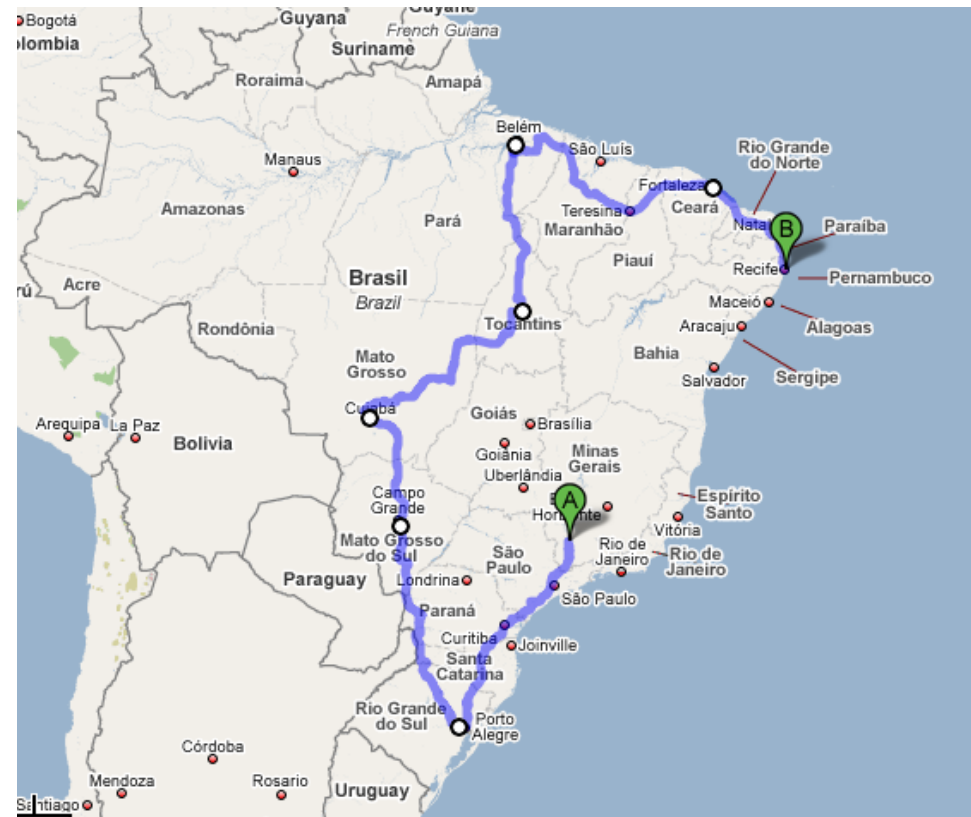 Bogotá
olombia
Guyana
Guyane
French Guiana
Suriname
Roraima
Amapá
Belém
São Luís
Manaus
Rio Grande
do Norte
Fortaleza
Amazonas
Pará
Teresina
Ceará
Maranhão
Natal
B
Paraíba
Piauí
Recife
Brasil
Brazil
Pernambuco
rú
Acre
Maceió
Tocantins
Aracaju
Alagoas
Rondônia
Bahia
Mato
Grosso
Salvador
Sergipe
Cuiabá
Goiás
Brasília
Arequipa
La Paz
Bolivia
Goiânia
Minas
Gerais
Uberlândia
Campo
Grande
A
Horizonte
Espírito
Santo
Vitória
Mato Grosso
do Sul
São
Paulo
Rio de
Janeiro
Rio de
Janeiro
Paraguay
Londrina
São Paulo
Paraná
Curitiba
Joinville
Santa
Catarina
Rio Grande
do Sul
Porto
Alegre
Córdoba
Mendoza
Rosario
Uruguay
Santiago